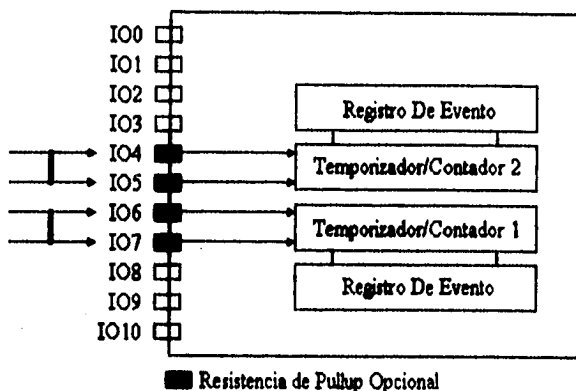 IO0
IO1
IO2
IO3
IO4
IO5
IO6
IO7
IO8
IO9
IO10
Registro De Evento
Temporizador/Contador 2
Temporizador/Contador 1
Registro De Evento
Resistencia de Pullup Opcional